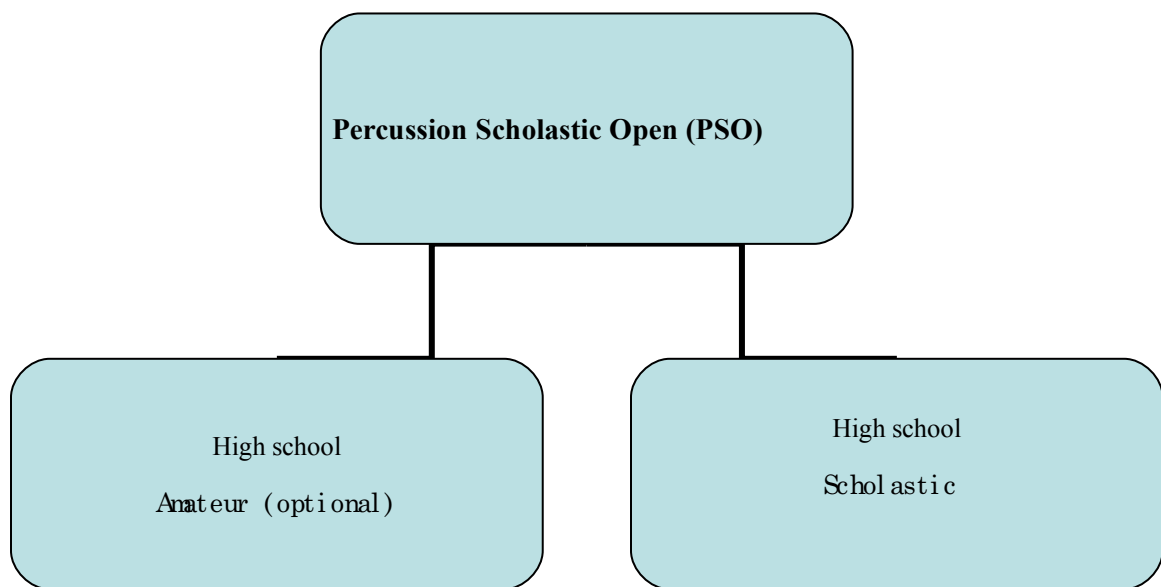 Percussion Scholastic Open (PSO)
High school
Amateur (optional)
High school
Scholastic